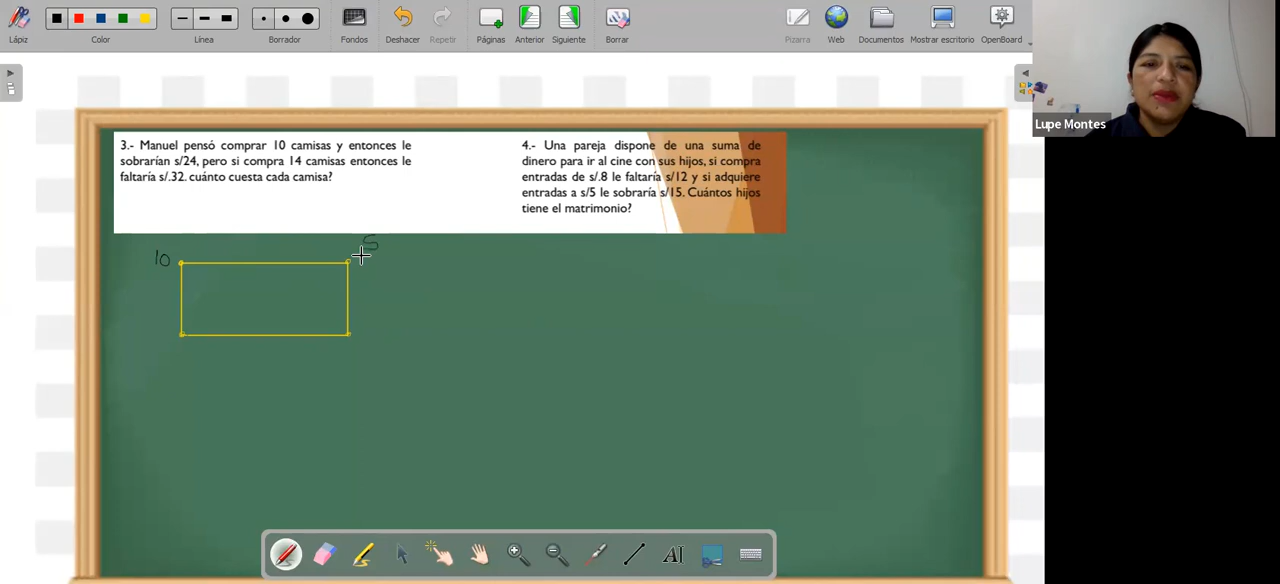 Lápiz
Color
Línea
Borrador
Fondos
Deshacer
Repetir
Páginas
Anterior
Siguiente
Borrar
Pizarra
Web
Documentos
Mostrar escritorio
OpenBoard
Lupe Montes
3.- Manuel pensó comprar 10 camisas y entonces le
sobrarían s/24, pero si compra 14 camisas entonces le
faltaría s/.32. cuánto cuesta cada camisa?
4.- Una pareja dispone de una suma de
dinero para ir al cine con sus hijos, si compra
entradas de s/.8 le faltaría s/12 y si adquiere
entradas a s/5 le sobraría s/15. Cuántos hijos
tiene el matrimonio?
10
S